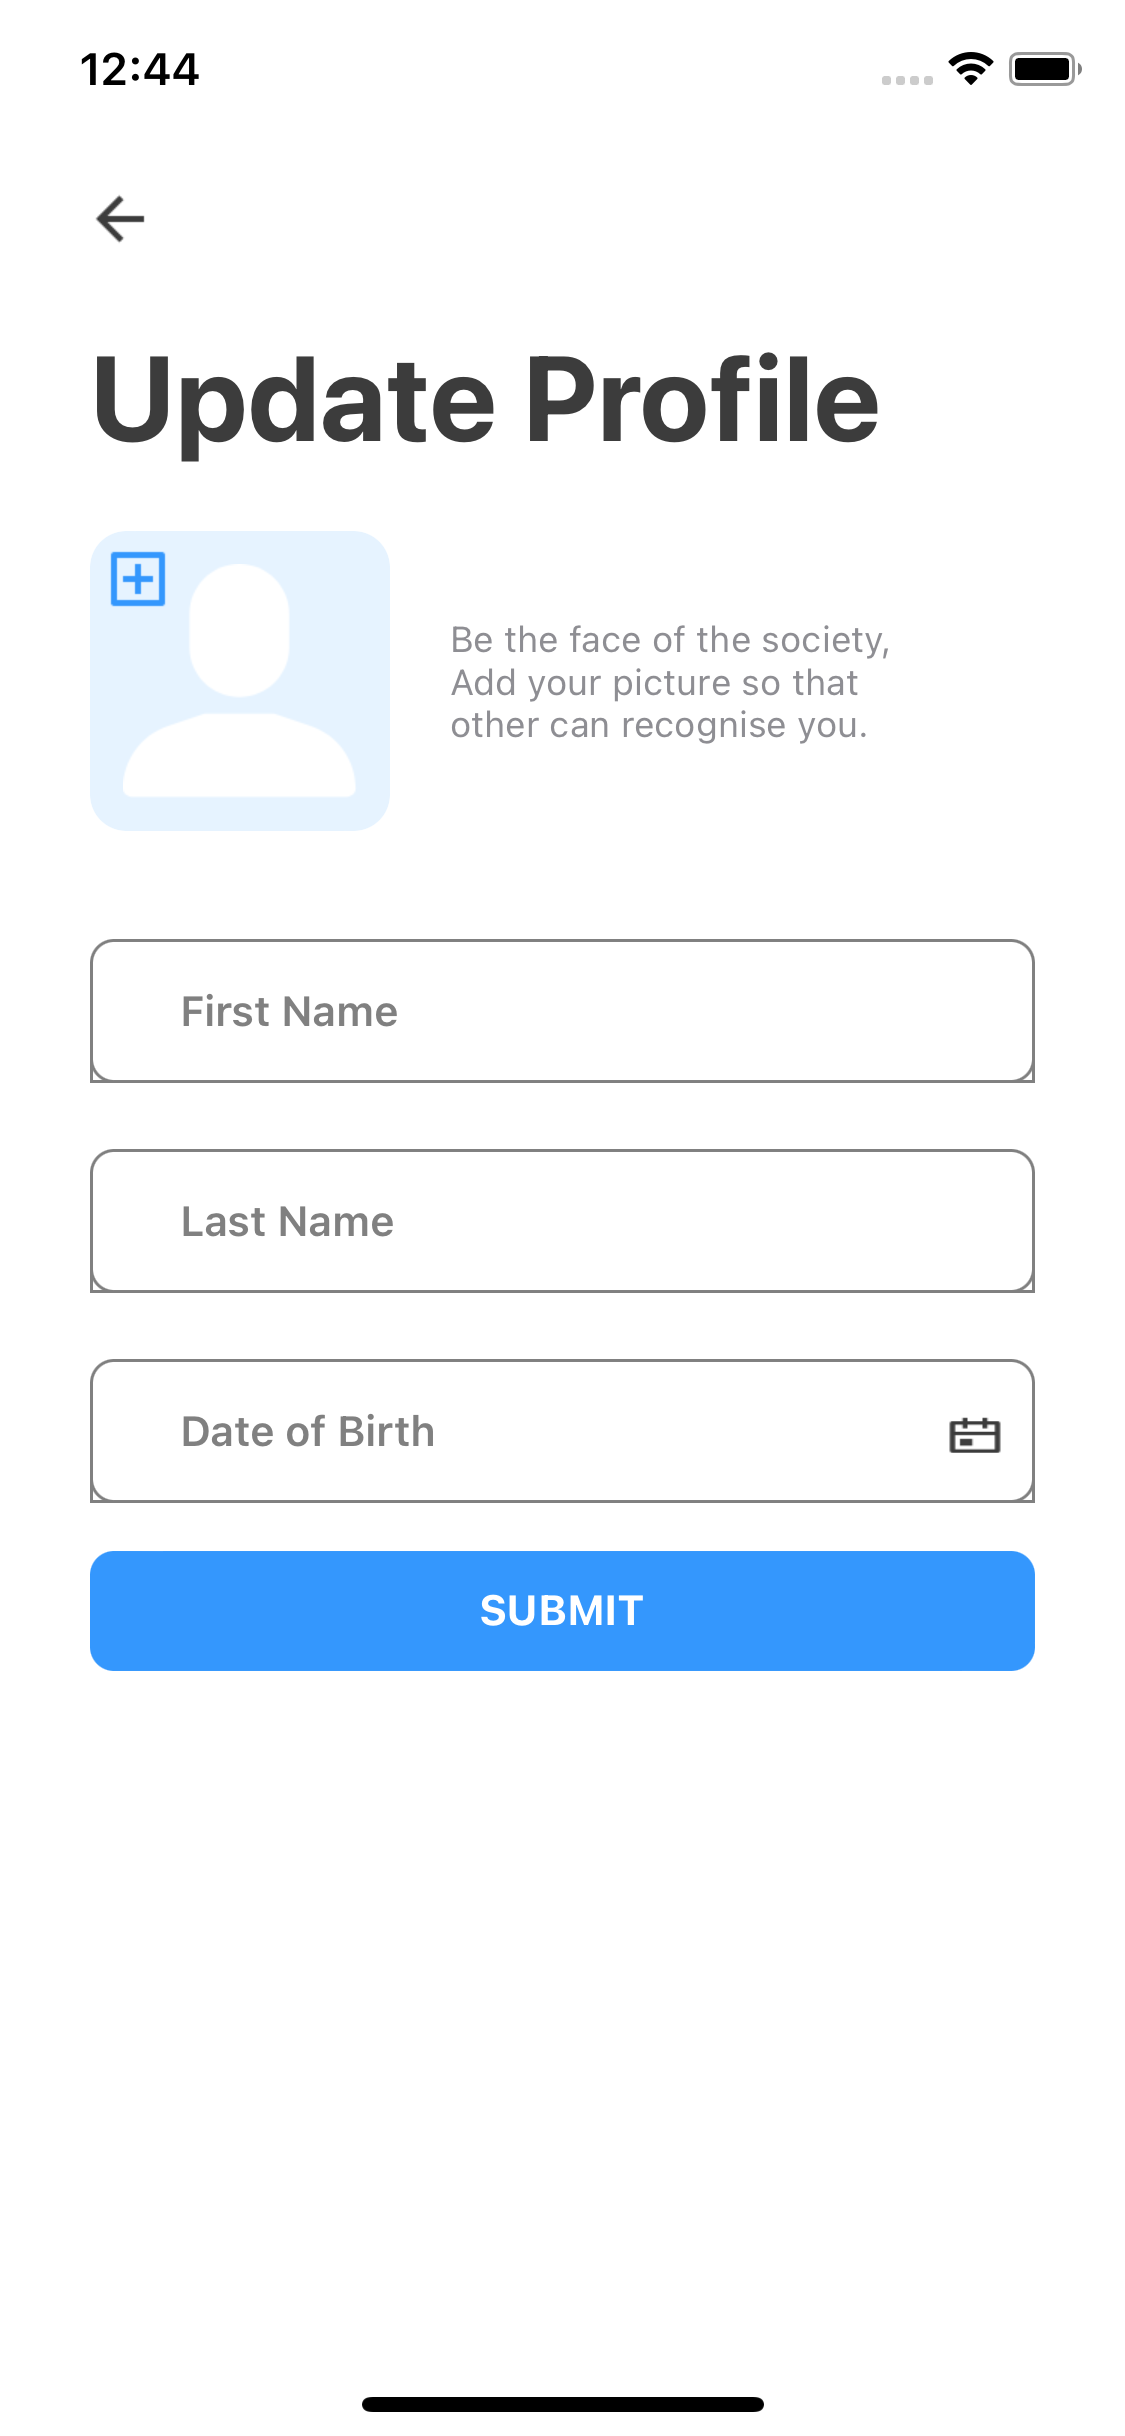 12:44
Update Profile
Be the face of the society,
Add your picture so that
other can recognise you.
First Name
Last Name
Date of Birth
SUBMIT